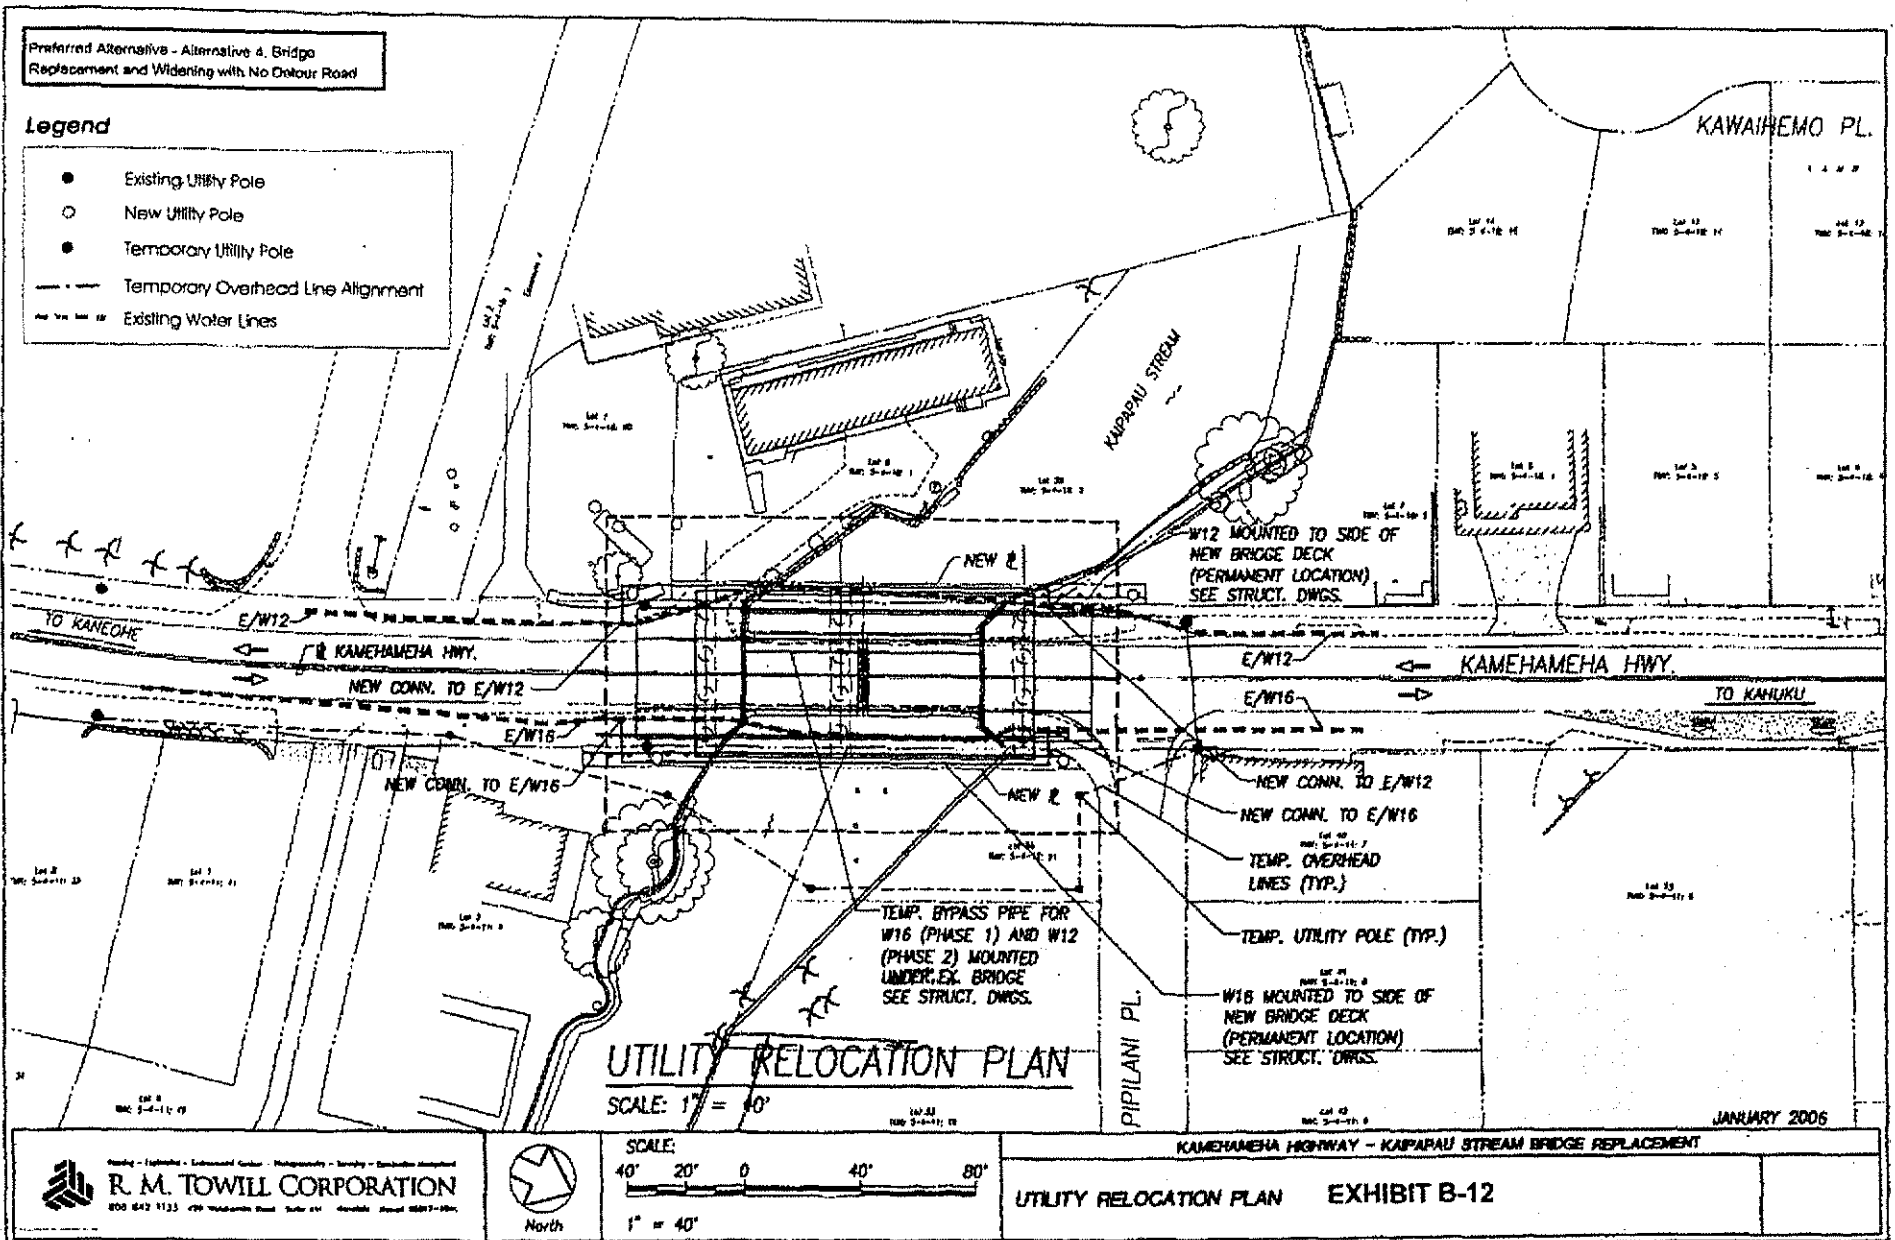 Preferred Alternative - Alternative 4, Bridge
Replacement and Widening with No Detour Road
Legend
Existing Utility Pole
New Utility Pole
Temporary Utility Pole
Temporary Overhead Line Alignment
Existing Water Lines
KAWAIHEMO PL.
KAIPAPAU STREAM
W12 MOUNTED TO SIDE OF
NEW BRIDGE DECK
(PERMANENT LOCATION)
SEE STRUCT. DWGS.
NEW ℄
E/W12
TO KANEOHE
℄ KAMEHAMEHA HWY.
NEW CONN. TO E/W12
E/W12
KAMEHAMEHA HWY.
E/W16
TO KAHUKU
E/W16
NEW CONN. TO E/W16
NEW ℄
NEW CONN. TO E/W12
NEW CONN. TO E/W16
TEMP. OVERHEAD
LINES (TYP.)
TEMP. BYPASS PIPE FOR
W16 (PHASE 1) AND W12
(PHASE 2) MOUNTED
UNDER EX. BRIDGE
SEE STRUCT. DWGS.
TEMP. UTILITY POLE (TYP.)
W16 MOUNTED TO SIDE OF
NEW BRIDGE DECK
(PERMANENT LOCATION)
SEE STRUCT. DWGS.
PIPILANI PL.
UTILITY RELOCATION PLAN
SCALE: 1" = 40'
JANUARY 2006
R. M. TOWILL CORPORATION
North
SCALE:
40' 20' 0 40' 80'
1" = 40'
KAMEHAMEHA HIGHWAY - KAIPAPAU STREAM BRIDGE REPLACEMENT
UTILITY RELOCATION PLAN EXHIBIT B-12